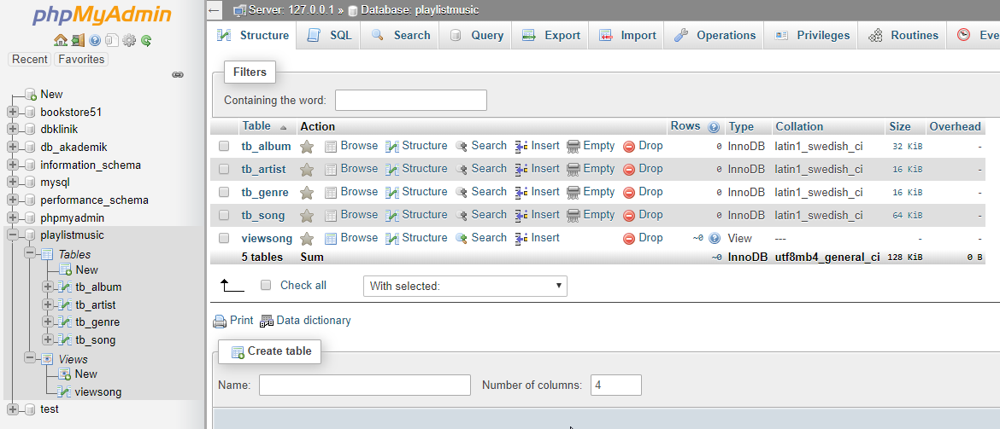 phpMyAdmin
Recent Favorites
New
bookstore51
dbklinik
db_akademik
information_schema
mysql
performance_schema
phpmyadmin
playlistmusic
Tables
New
tb_album
tb_artist
tb_genre
tb_song
Views
New
viewsong
test
Server: 127.0.0.1 » Database: playlistmusic
Structure SQL Search Query Export Import Operations Privileges Routines Eve
Filters
Containing the word:
Table Action Rows Type Collation Size Overhead
tb_album Browse Structure Search Insert Empty Drop 0 InnoDB latin1_swedish_ci 32 KiB -
tb_artist Browse Structure Search Insert Empty Drop 0 InnoDB latin1_swedish_ci 16 KiB -
tb_genre Browse Structure Search Insert Empty Drop 0 InnoDB latin1_swedish_ci 16 KiB -
tb_song Browse Structure Search Insert Empty Drop 0 InnoDB latin1_swedish_ci 64 KiB -
viewsong Browse Structure Search Insert Drop ~0 View --- - -
5 tables Sum ~0 InnoDB utf8mb4_general_ci 128 KiB 0 B
Check all With selected:
Print Data dictionary
Create table
Name: Number of columns: 4